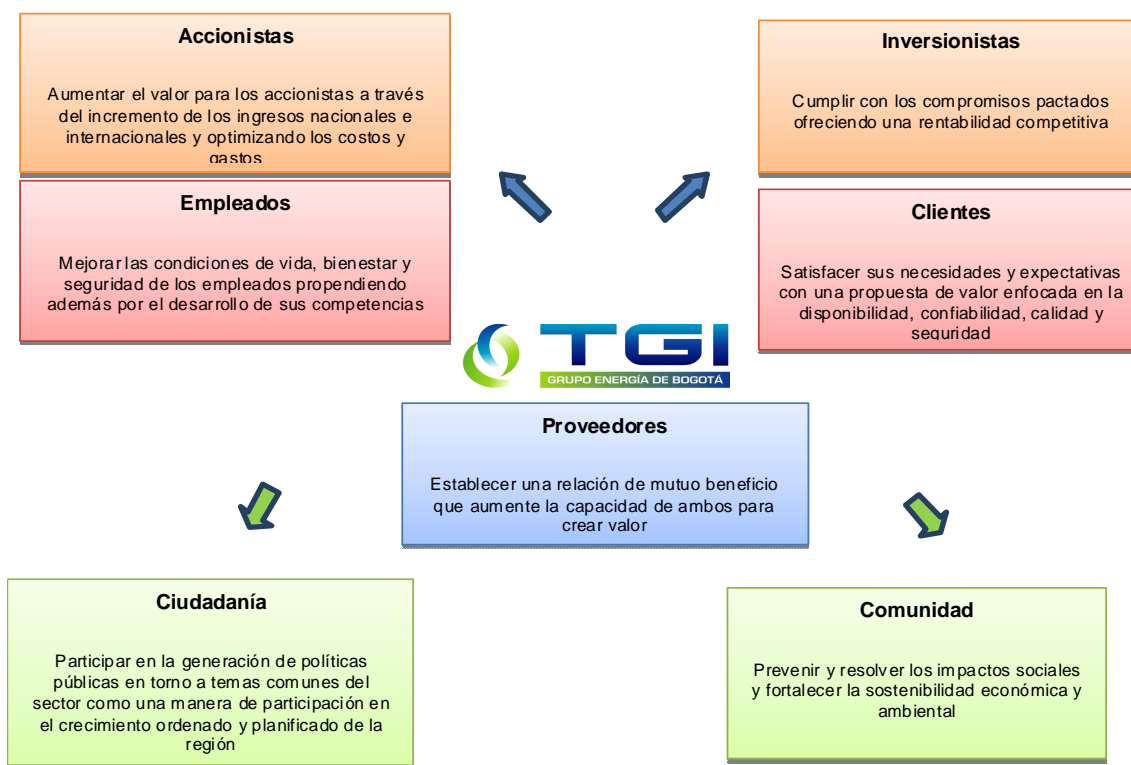 Accionistas
Aumentar el valor para los accionistas a través
del incremento de los ingresos nacionales e
internacionales y optimizando los costos y
gastos
Inversionistas
Cumplir con los compromisos pactados
ofreciendo una rentabilidad competitiva
Empleados
Mejorar las condiciones de vida, bienestar y
seguridad de los empleados propendiendo
además por el desarrollo de sus competencias
Clientes
Satisfacer sus necesidades y expectativas
con una propuesta de valor enfocada en la
disponibilidad, confiabilidad, calidad y
seguridad
TGI
GRUPO ENERGÍA DE BOGOTÁ
Proveedores
Establecer una relación de mutuo beneficio
que aumente la capacidad de ambos para
crear valor
Ciudadanía
Participar en la generación de políticas
públicas en torno a temas comunes del
sector como una manera de participación en
el crecimiento ordenado y planificado de la
región
Comunidad
Prevenir y resolver los impactos sociales
y fortalecer la sostenibilidad económica y
ambiental